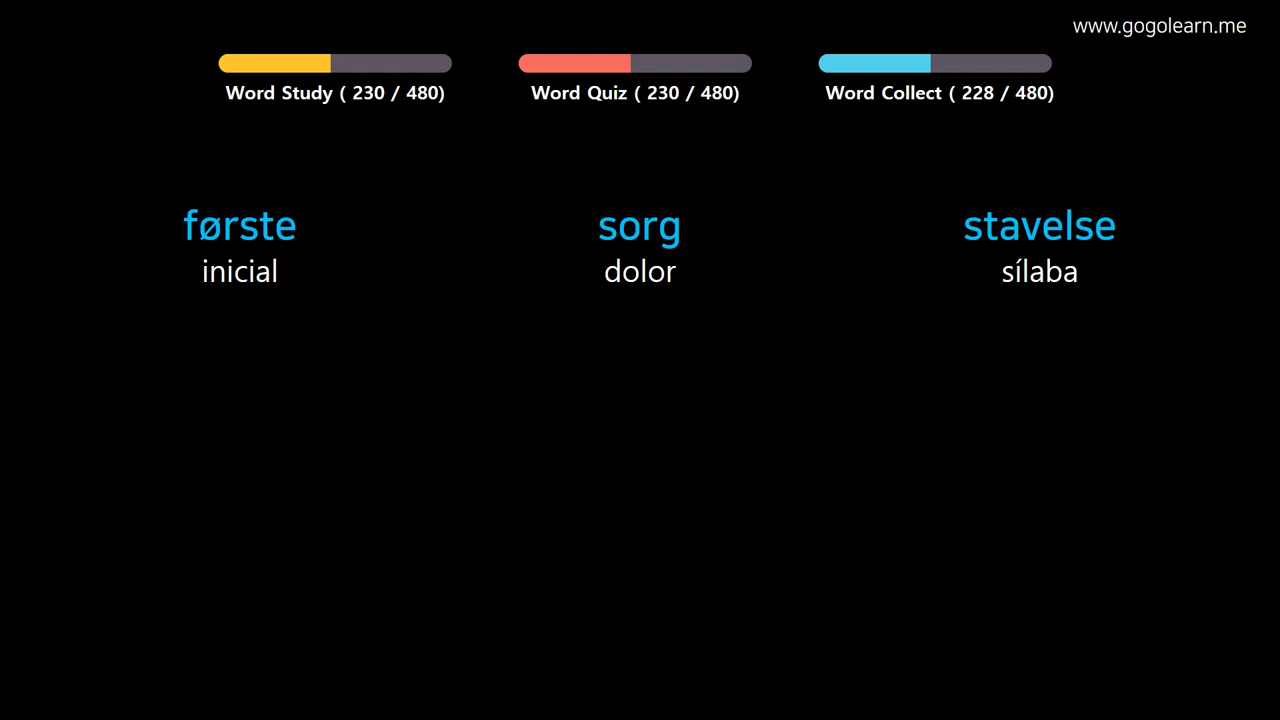 www.gogolearn.me
Word Study ( 230 / 480)
Word Quiz ( 230 / 480)
Word Collect ( 228 / 480)
første
sorg
stavelse
inicial
dolor
sílaba